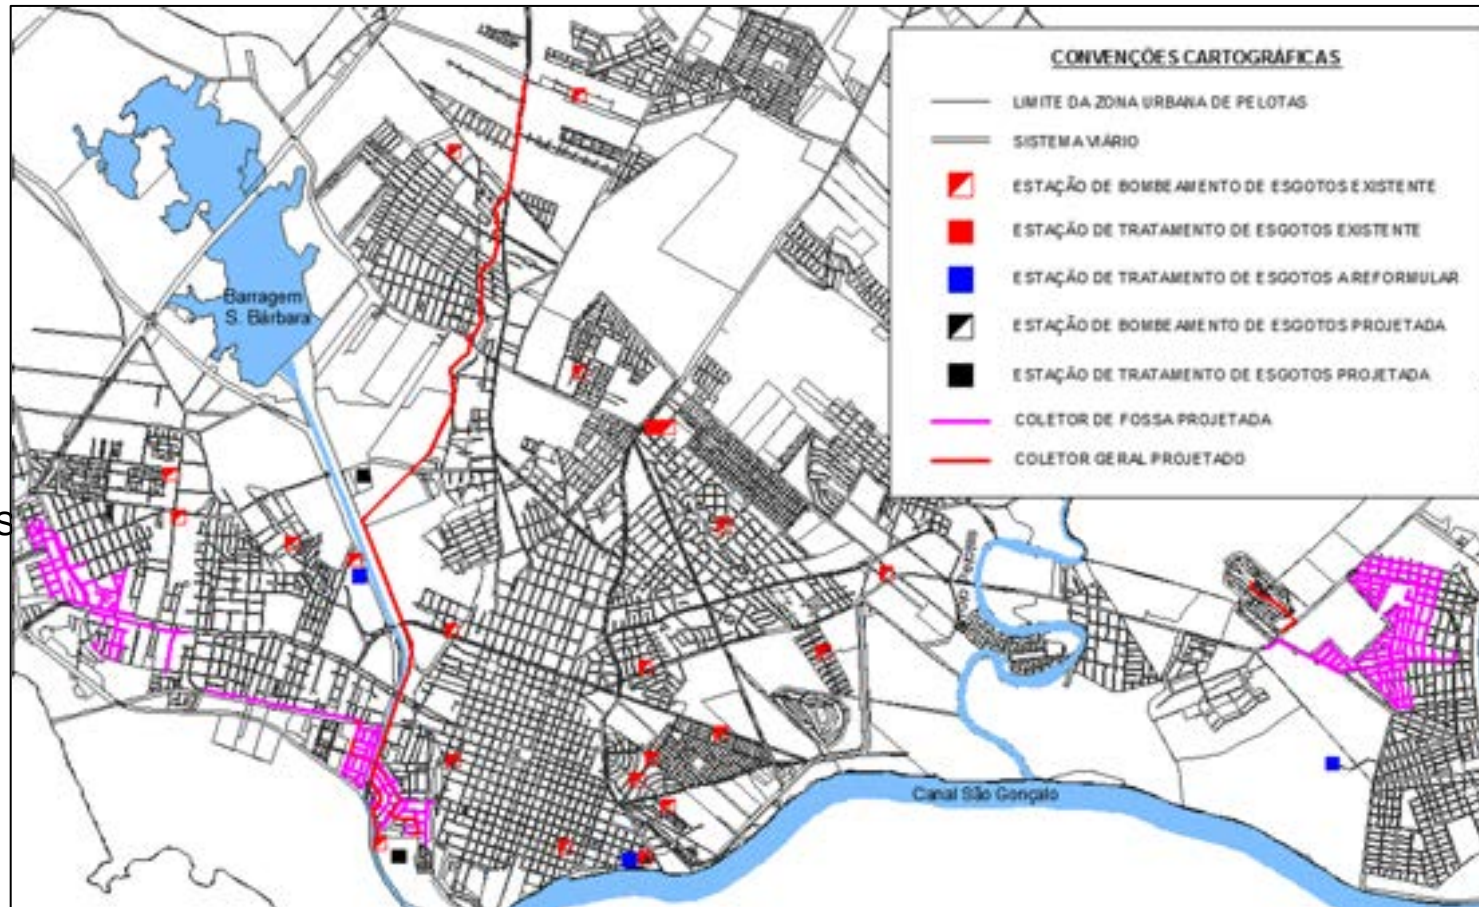 CONVENÇÕES CARTOGRÁFICAS
LIMITE DA ZONA URBANA DE PELOTAS
SISTEMA VIÁRIO
ESTAÇÃO DE BOMBEAMENTO DE ESGOTOS EXISTENTE
ESTAÇÃO DE TRATAMENTO DE ESGOTOS EXISTENTE
ESTAÇÃO DE TRATAMENTO DE ESGOTOS A REFORMULAR
ESTAÇÃO DE BOMBEAMENTO DE ESGOTOS PROJETADA
ESTAÇÃO DE TRATAMENTO DE ESGOTOS PROJETADA
COLETOR DE FOSSA PROJETADA
COLETOR GERAL PROJETADO
Barragem
S. Bárbara
s
Canal São Gonçalo